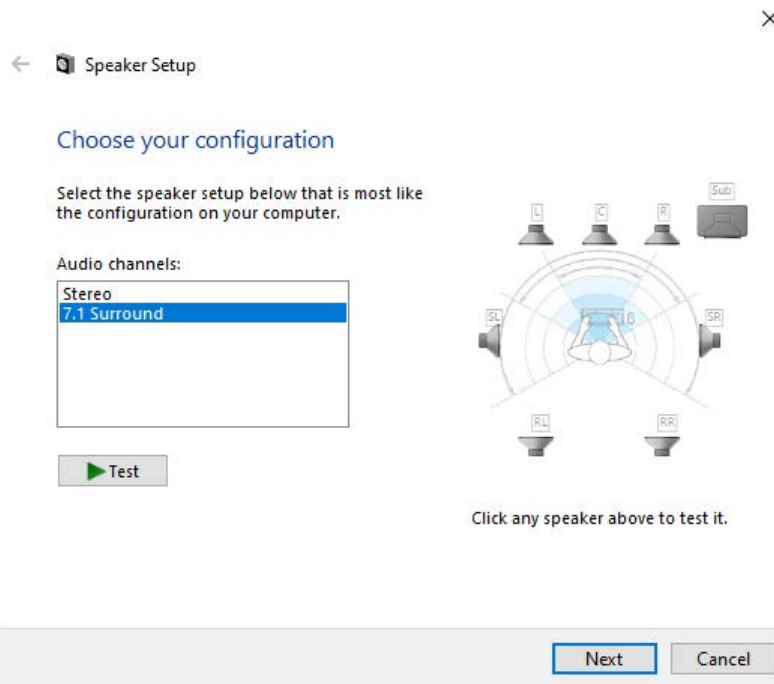 Speaker Setup
Choose your configuration
Select the speaker setup below that is most like
the configuration on your computer.
Audio channels:
Stereo
7.1 Surround
Test
Sub
L
C
R
SL
SR
RL
RR
Click any speaker above to test it.
Next
Cancel